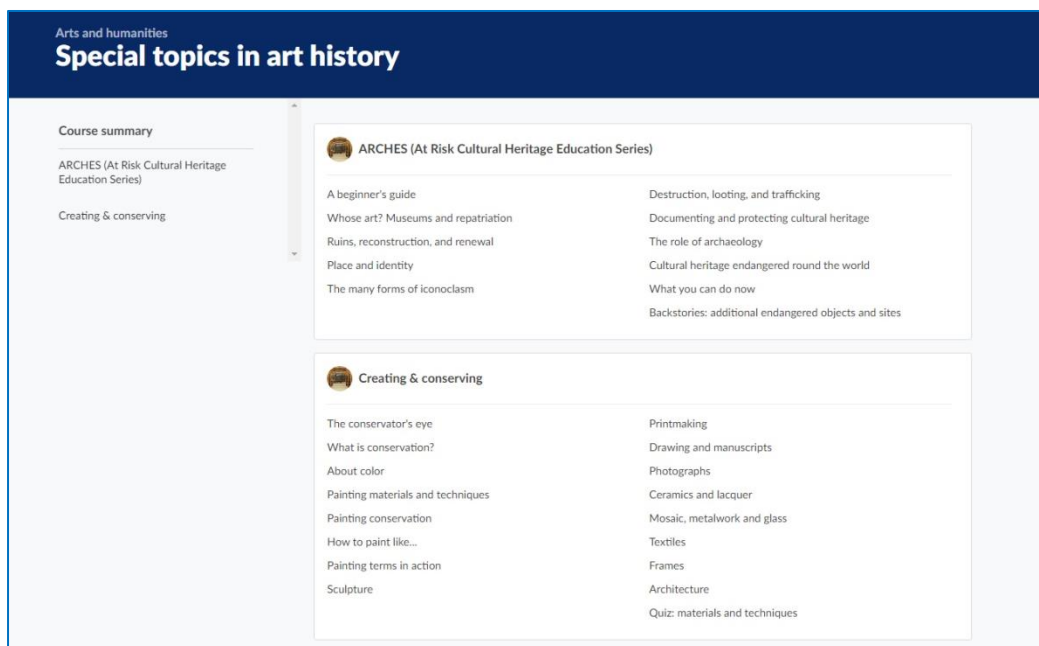 Arts and humanities
Special topics in art history
Course summary
ARCHES (At Risk Cultural Heritage
Education Series)
Creating & conserving
ARCHES (At Risk Cultural Heritage Education Series)
A beginner's guide
Whose art? Museums and repatriation
Ruins, reconstruction, and renewal
Place and identity
The many forms of iconoclasm
Destruction, looting, and trafficking
Documenting and protecting cultural heritage
The role of archaeology
Cultural heritage endangered round the world
What you can do now
Backstories: additional endangered objects and sites
Creating & conserving
The conservator's eye
What is conservation?
About color
Painting materials and techniques
Painting conservation
How to paint like...
Painting terms in action
Sculpture
Printmaking
Drawing and manuscripts
Photographs
Ceramics and lacquer
Mosaic, metalwork and glass
Textiles
Frames
Architecture
Quiz: materials and techniques